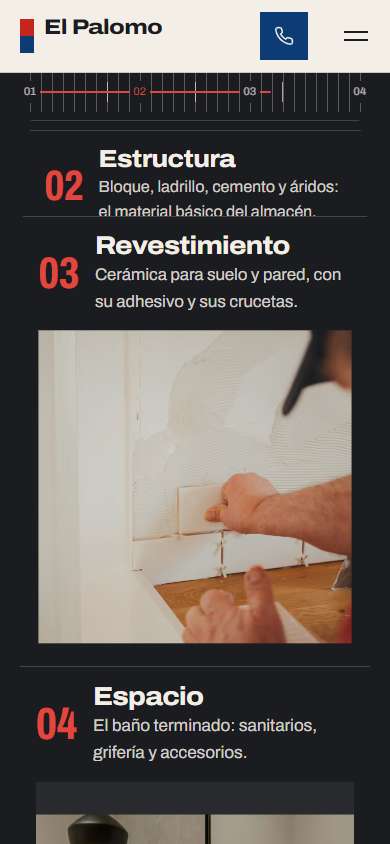 El Palomo
01 02 03 04
02 Estructura
Bloque, ladrillo, cemento y áridos:
el material básico del almacén.
03 Revestimiento
Cerámica para suelo y pared, con
su adhesivo y sus crucetas.
04 Espacio
El baño terminado: sanitarios,
grifería y accesorios.